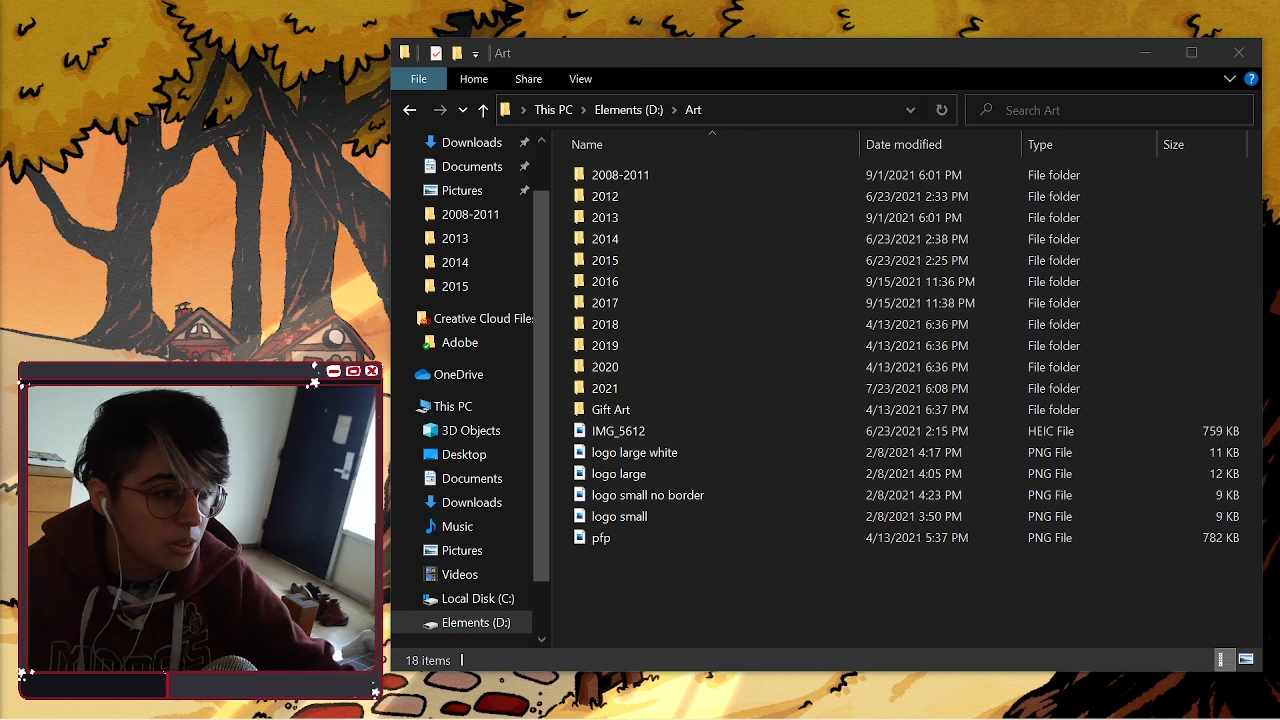 Art
File Home Share View
This PC Elements (D:) Art
Search Art
Downloads
Documents
Pictures
2008-2011
2013
2014
2015
Creative Cloud Files
Adobe
OneDrive
This PC
3D Objects
Desktop
Documents
Downloads
Music
Pictures
Videos
Local Disk (C:)
Elements (D:)
Name Date modified Type Size
2008-2011 9/1/2021 6:01 PM File folder
2012 6/23/2021 2:33 PM File folder
2013 9/1/2021 6:01 PM File folder
2014 6/23/2021 2:38 PM File folder
2015 6/23/2021 2:25 PM File folder
2016 9/15/2021 11:36 PM File folder
2017 9/15/2021 11:38 PM File folder
2018 4/13/2021 6:36 PM File folder
2019 4/13/2021 6:36 PM File folder
2020 4/13/2021 6:36 PM File folder
2021 7/23/2021 6:08 PM File folder
Gift Art 4/13/2021 6:37 PM File folder
IMG_5612 6/23/2021 2:15 PM HEIC File 759 KB
logo large white 2/8/2021 4:17 PM PNG File 11 KB
logo large 2/8/2021 4:05 PM PNG File 12 KB
logo small no border 2/8/2021 4:23 PM PNG File 9 KB
logo small 2/8/2021 3:50 PM PNG File 9 KB
pfp 4/13/2021 5:37 PM PNG File 782 KB
18 items